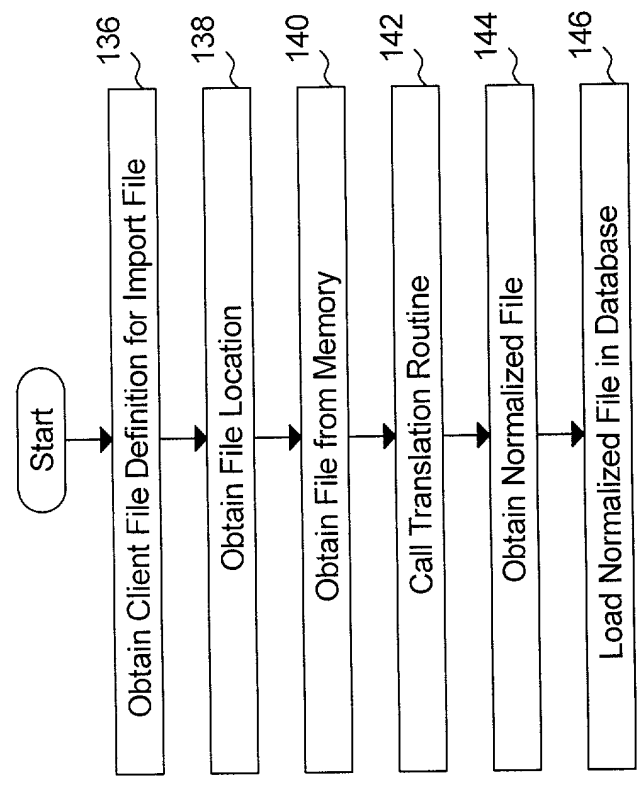 Start
Obtain Client File Definition for Import File
136
Obtain File Location
138
Obtain File from Memory
140
Call Translation Routine
142
Obtain Normalized File
144
Load Normalized File in Database
146